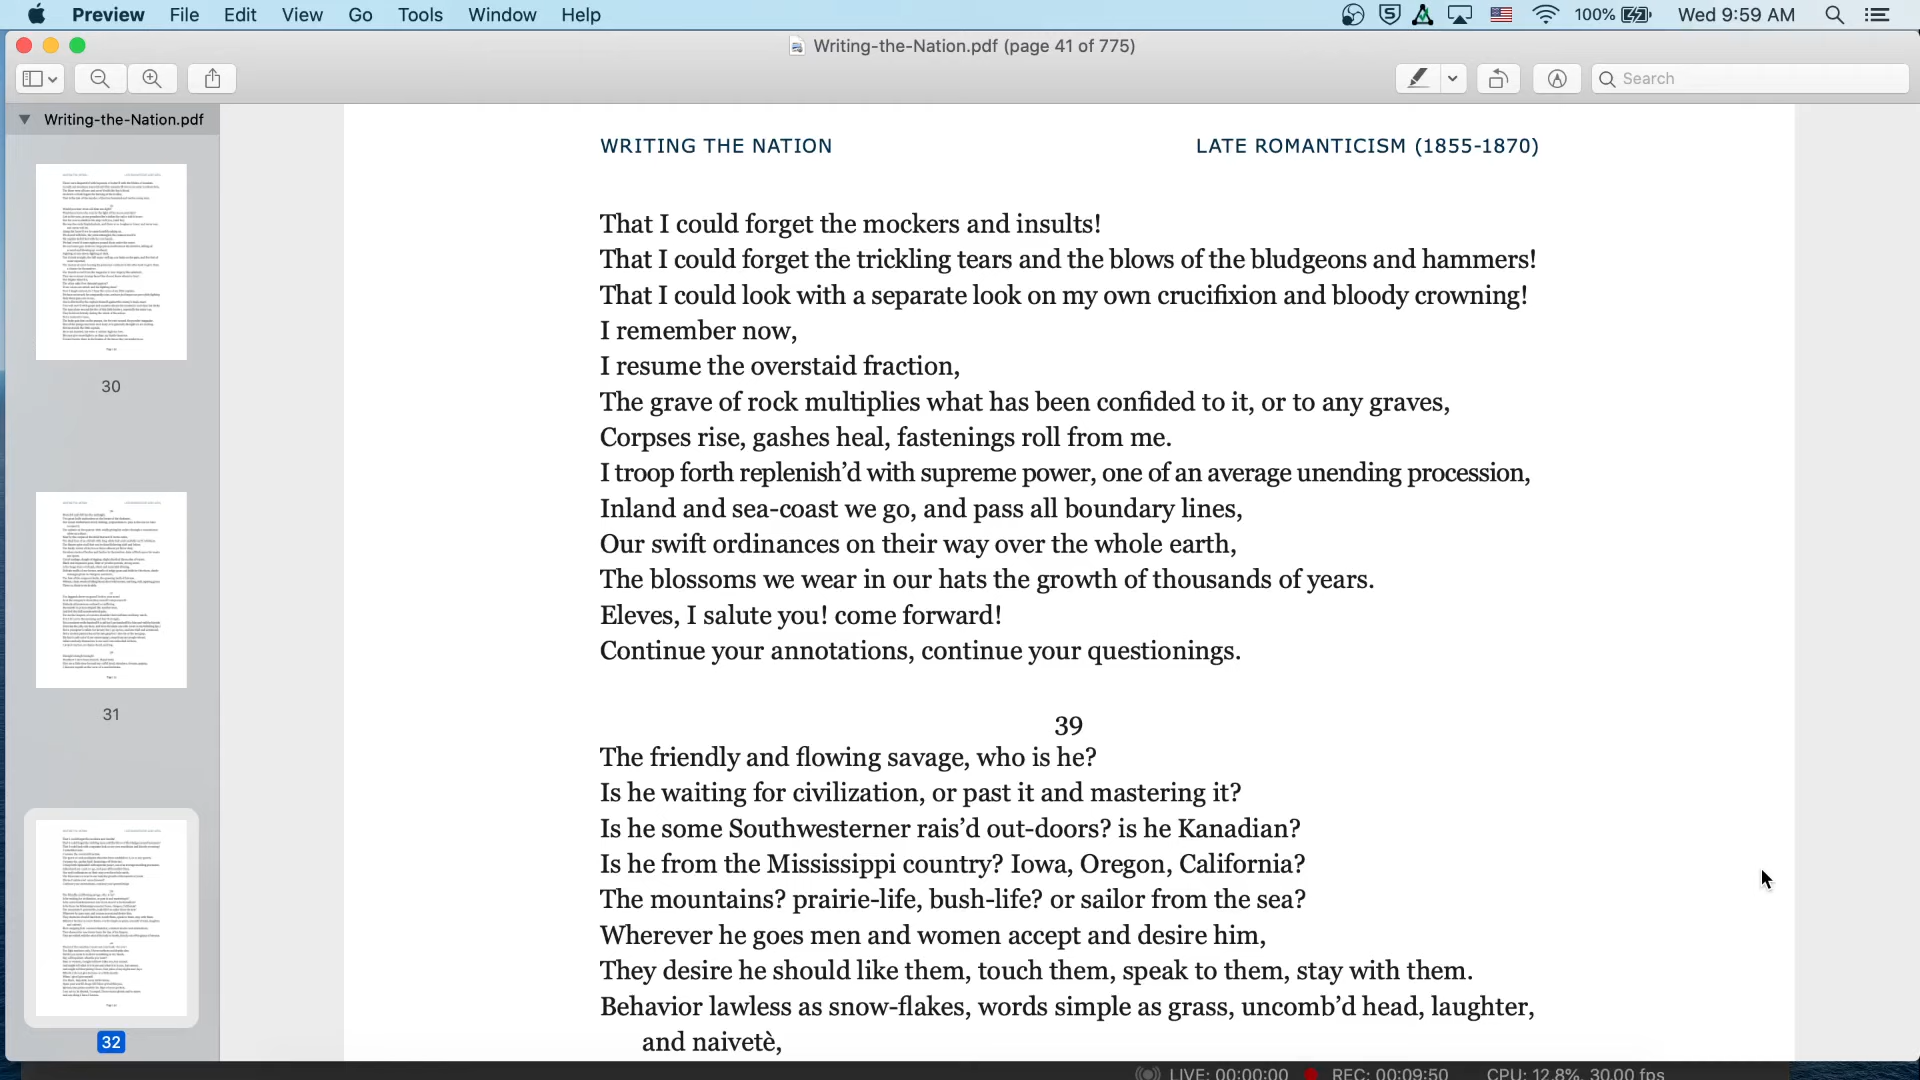 Preview File Edit View Go Tools Window Help 100% Wed 9:59 AM
Writing-the-Nation.pdf (page 41 of 775)
Search
Writing-the-Nation.pdf
30
31
32
WRITING THE NATION LATE ROMANTICISM (1855-1870)
That I could forget the mockers and insults!
That I could forget the trickling tears and the blows of the bludgeons and hammers!
That I could look with a separate look on my own crucifixion and bloody crowning!
I remember now,
I resume the overstaid fraction,
The grave of rock multiplies what has been confided to it, or to any graves,
Corpses rise, gashes heal, fastenings roll from me.
I troop forth replenish’d with supreme power, one of an average unending procession,
Inland and sea-coast we go, and pass all boundary lines,
Our swift ordinances on their way over the whole earth,
The blossoms we wear in our hats the growth of thousands of years.
Eleves, I salute you! come forward!
Continue your annotations, continue your questionings.
39
The friendly and flowing savage, who is he?
Is he waiting for civilization, or past it and mastering it?
Is he some Southwesterner rais’d out-doors? is he Kanadian?
Is he from the Mississippi country? Iowa, Oregon, California?
The mountains? prairie-life, bush-life? or sailor from the sea?
Wherever he goes men and women accept and desire him,
They desire he should like them, touch them, speak to them, stay with them.
Behavior lawless as snow-flakes, words simple as grass, uncomb’d head, laughter,
and naivetè,
LIVE: 00:00:00 REC: 00:09:50 CPU: 12.8%, 30.00 fps